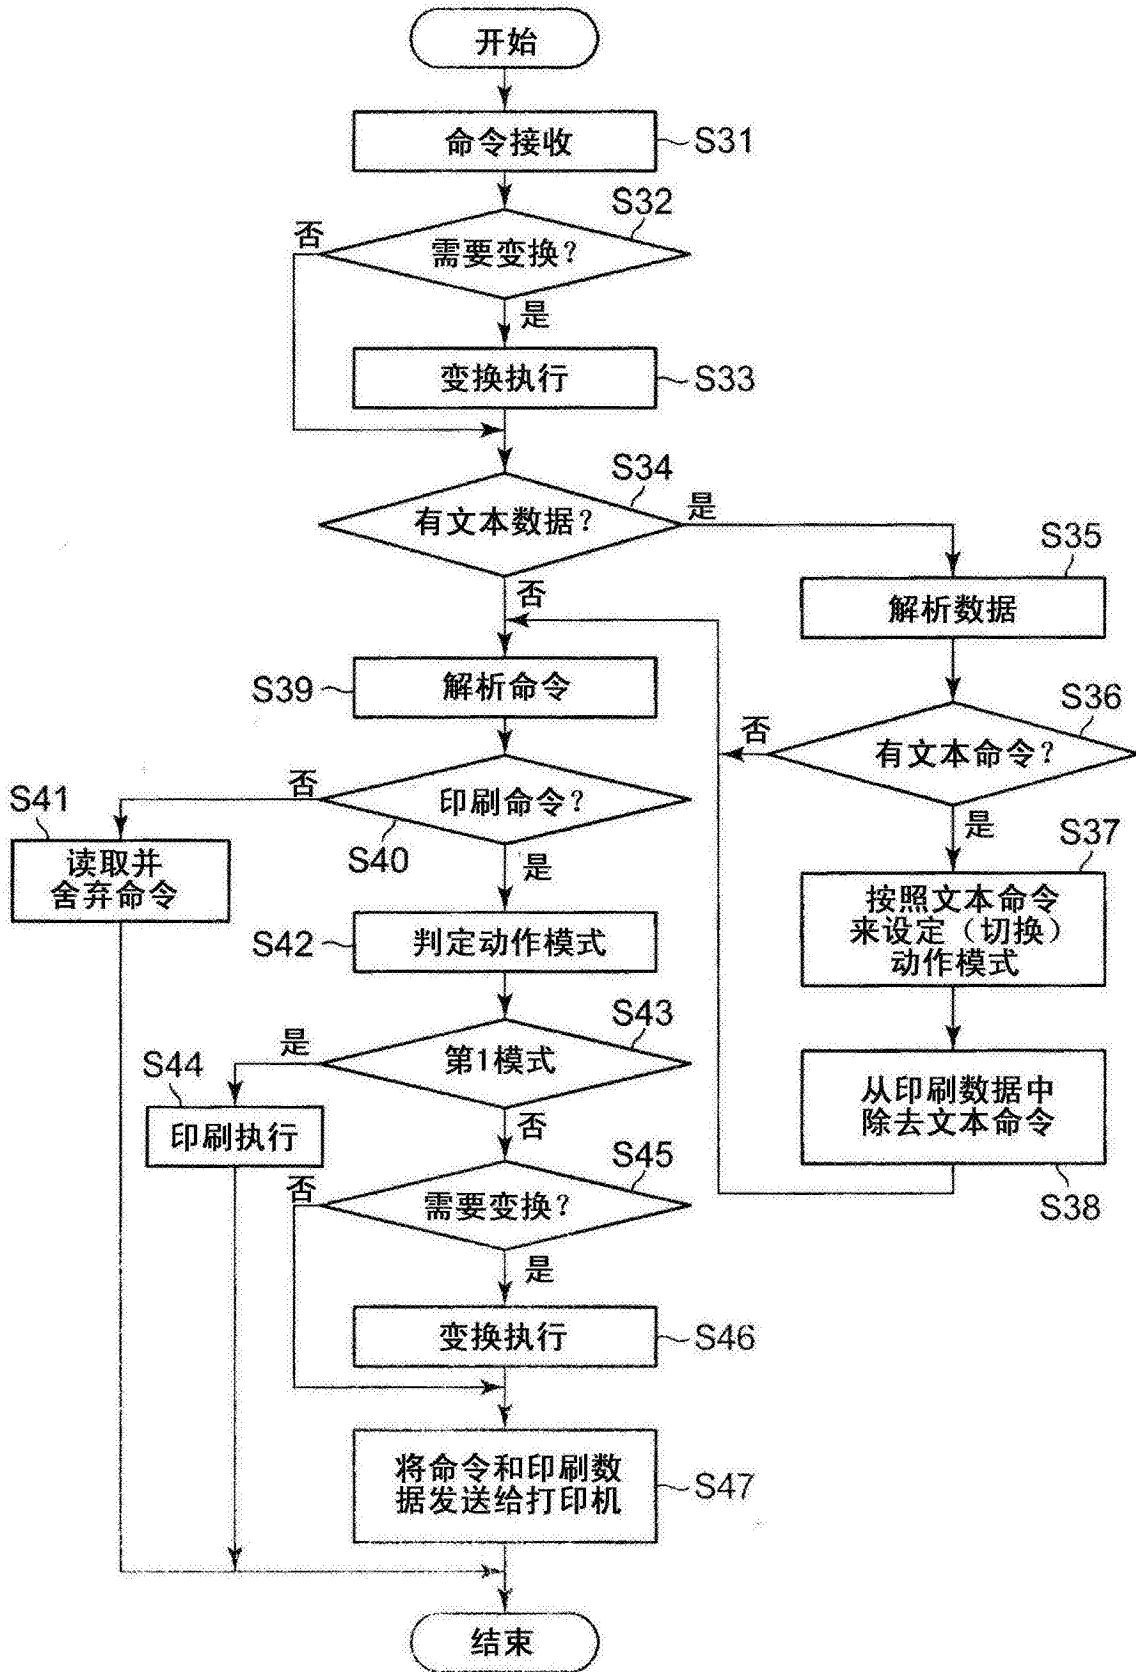 开始
命令接收
S31
S32
需要变换?
否
是
变换执行
S33
S34
有文本数据?
是
否
S35
解析数据
S39
解析命令
S36
有文本命令?
否
是
S41
读取并
舍弃命令
否
印刷命令?
S40
是
S37
按照文本命令
来设定(切换)
动作模式
S42
判定动作模式
S43
第1模式
是
否
S44
印刷执行
从印刷数据中
除去文本命令
S38
S45
需要变换?
否
是
变换执行
S46
将命令和印刷数
据发送给打印机
S47
结束